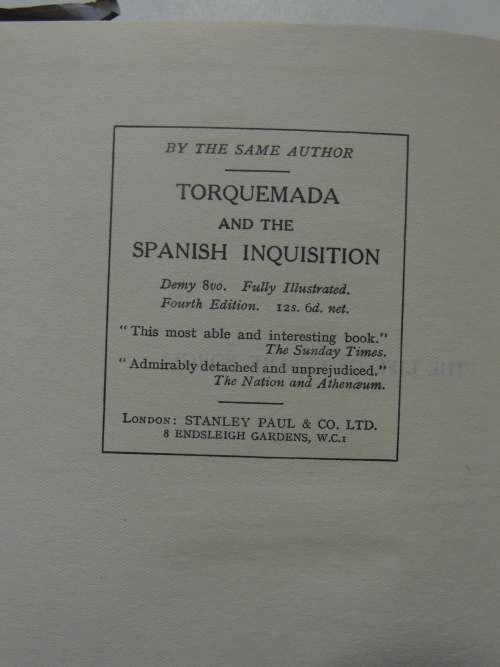 BY THE SAME AUTHOR
TORQUEMADA
AND THE
SPANISH INQUISITION
Demy 8vo. Fully Illustrated.
Fourth Edition. 12s. 6d. net.
"This most able and interesting book."
The Sunday Times.
"Admirably detached and unprejudiced."
The Nation and Athenæum.
LONDON: STANLEY PAUL & CO. LTD.
8 ENDSLEIGH GARDENS, W.C.1